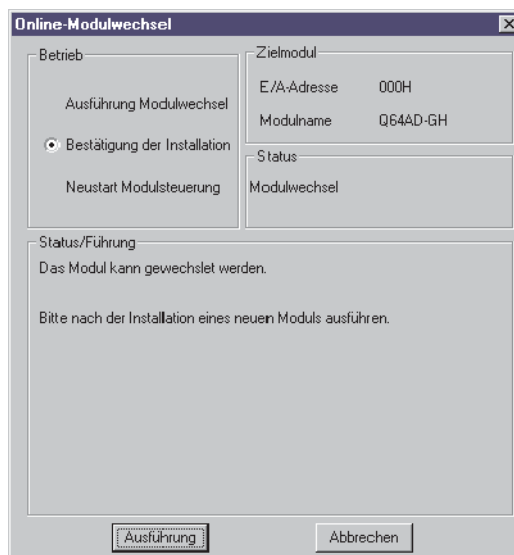 Online-Modulwechsel
Betrieb
Ausführung Modulwechsel
Bestätigung der Installation
Neustart Modulsteuerung
Zielmodul
E/A-Adresse 000H
Modulname Q64AD-GH
Status
Modulwechsel
Status/Führung
Das Modul kann gewechslet werden.
Bitte nach der Installation eines neuen Moduls ausführen.
Ausführung Abbrechen